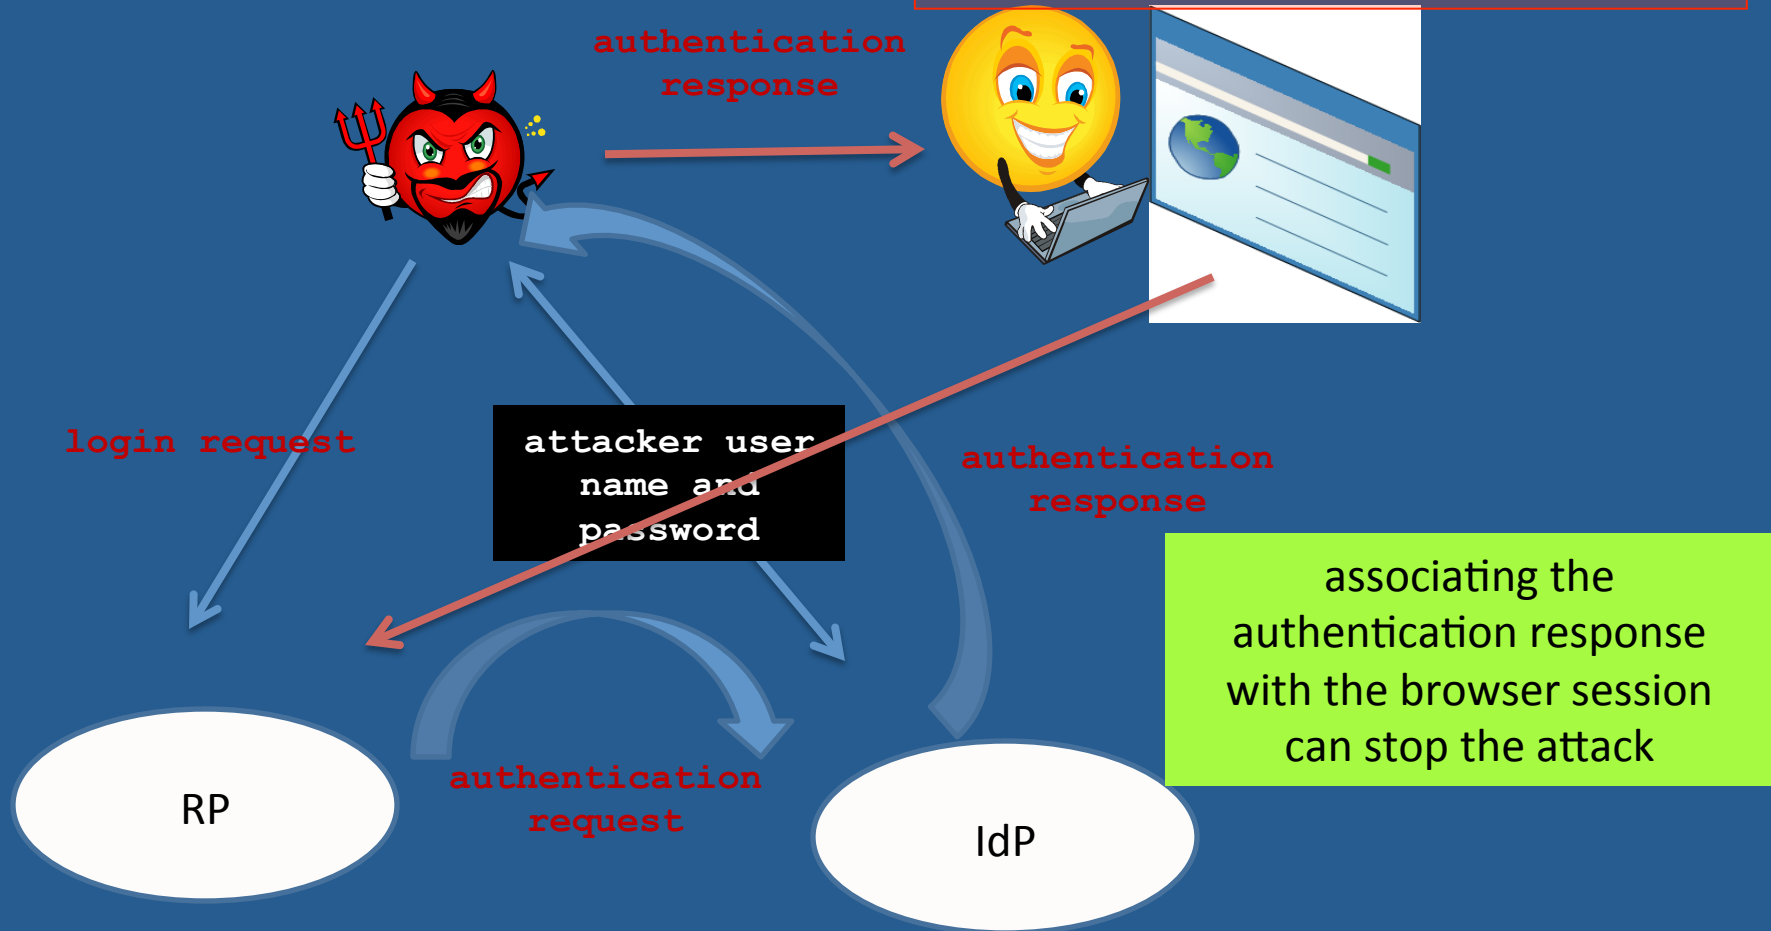 authentication
response
login request
attacker user
name and
password
authentication
response
associating the
authentication response
with the browser session
can stop the attack
RP
authentication
request
IdP